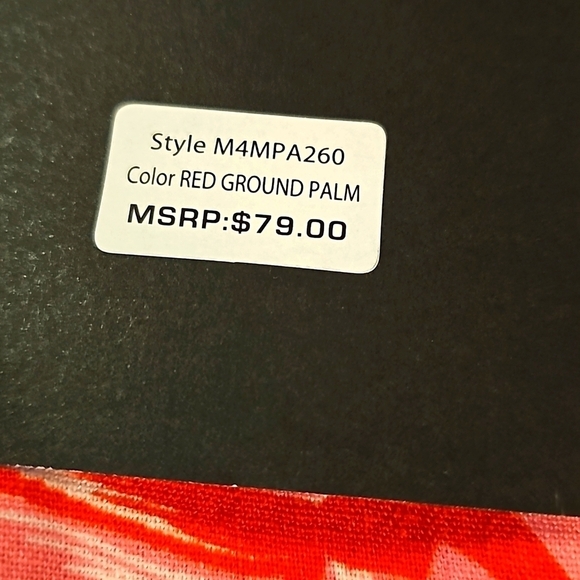 Style M4MPA260
Color RED GROUND PALM
MSRP:$79.00